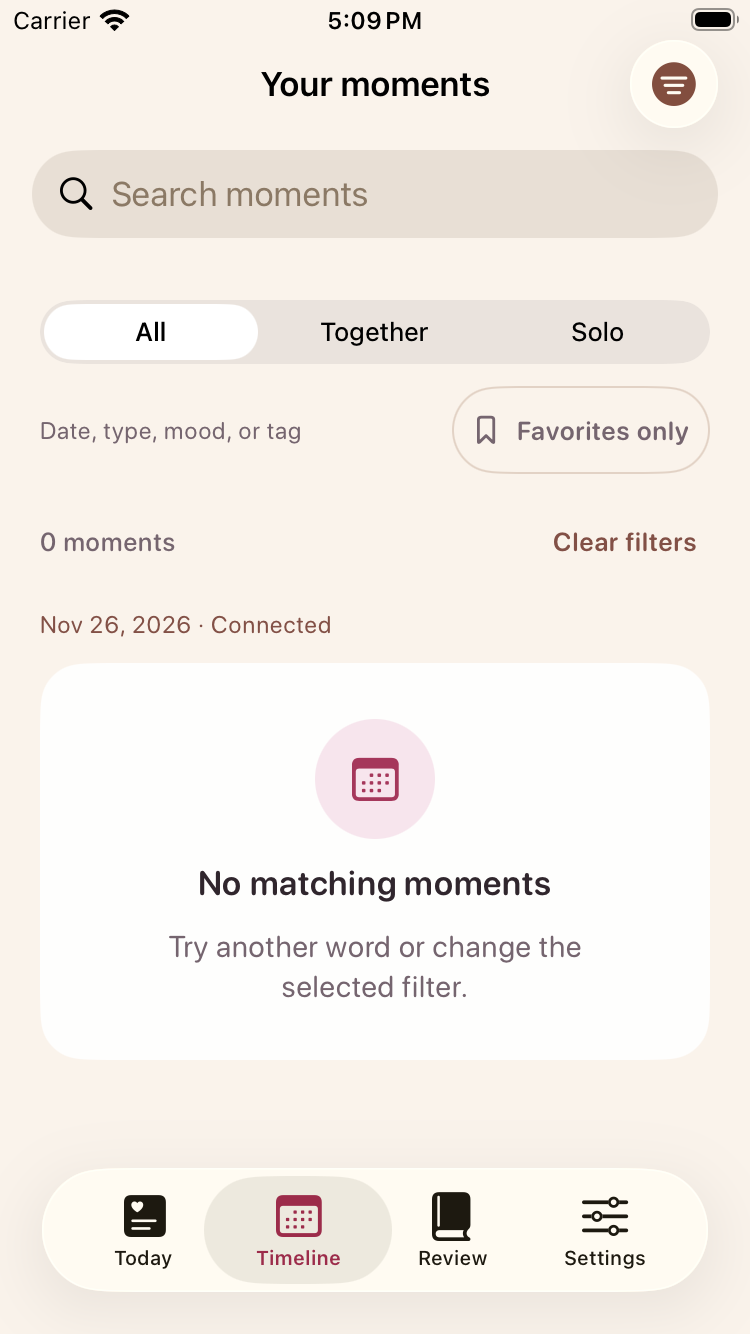 Carrier 5:09 PM
Your moments
Search moments
All Together Solo
Date, type, mood, or tag Favorites only
0 moments Clear filters
Nov 26, 2026 · Connected
No matching moments
Try another word or change the
selected filter.
Today Timeline Review Settings